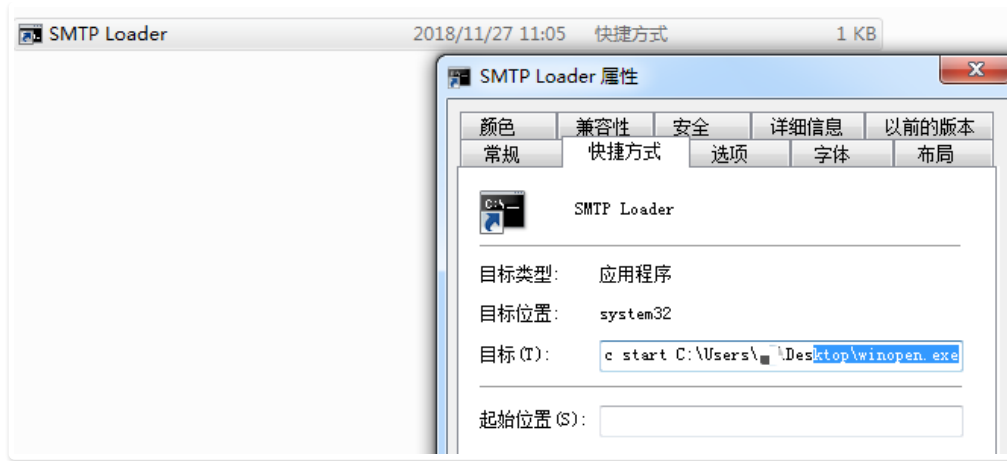 SMTP Loader 2018/11/27 11:05 快捷方式 1 KB
SMTP Loader 属性
颜色 兼容性 安全 详细信息 以前的版本
常规 快捷方式 选项 字体 布局
C:\
SMTP Loader
目标类型: 应用程序
目标位置: system32
目标(T): c start C:\Users\ \Desktop\winopen.exe
起始位置(S):